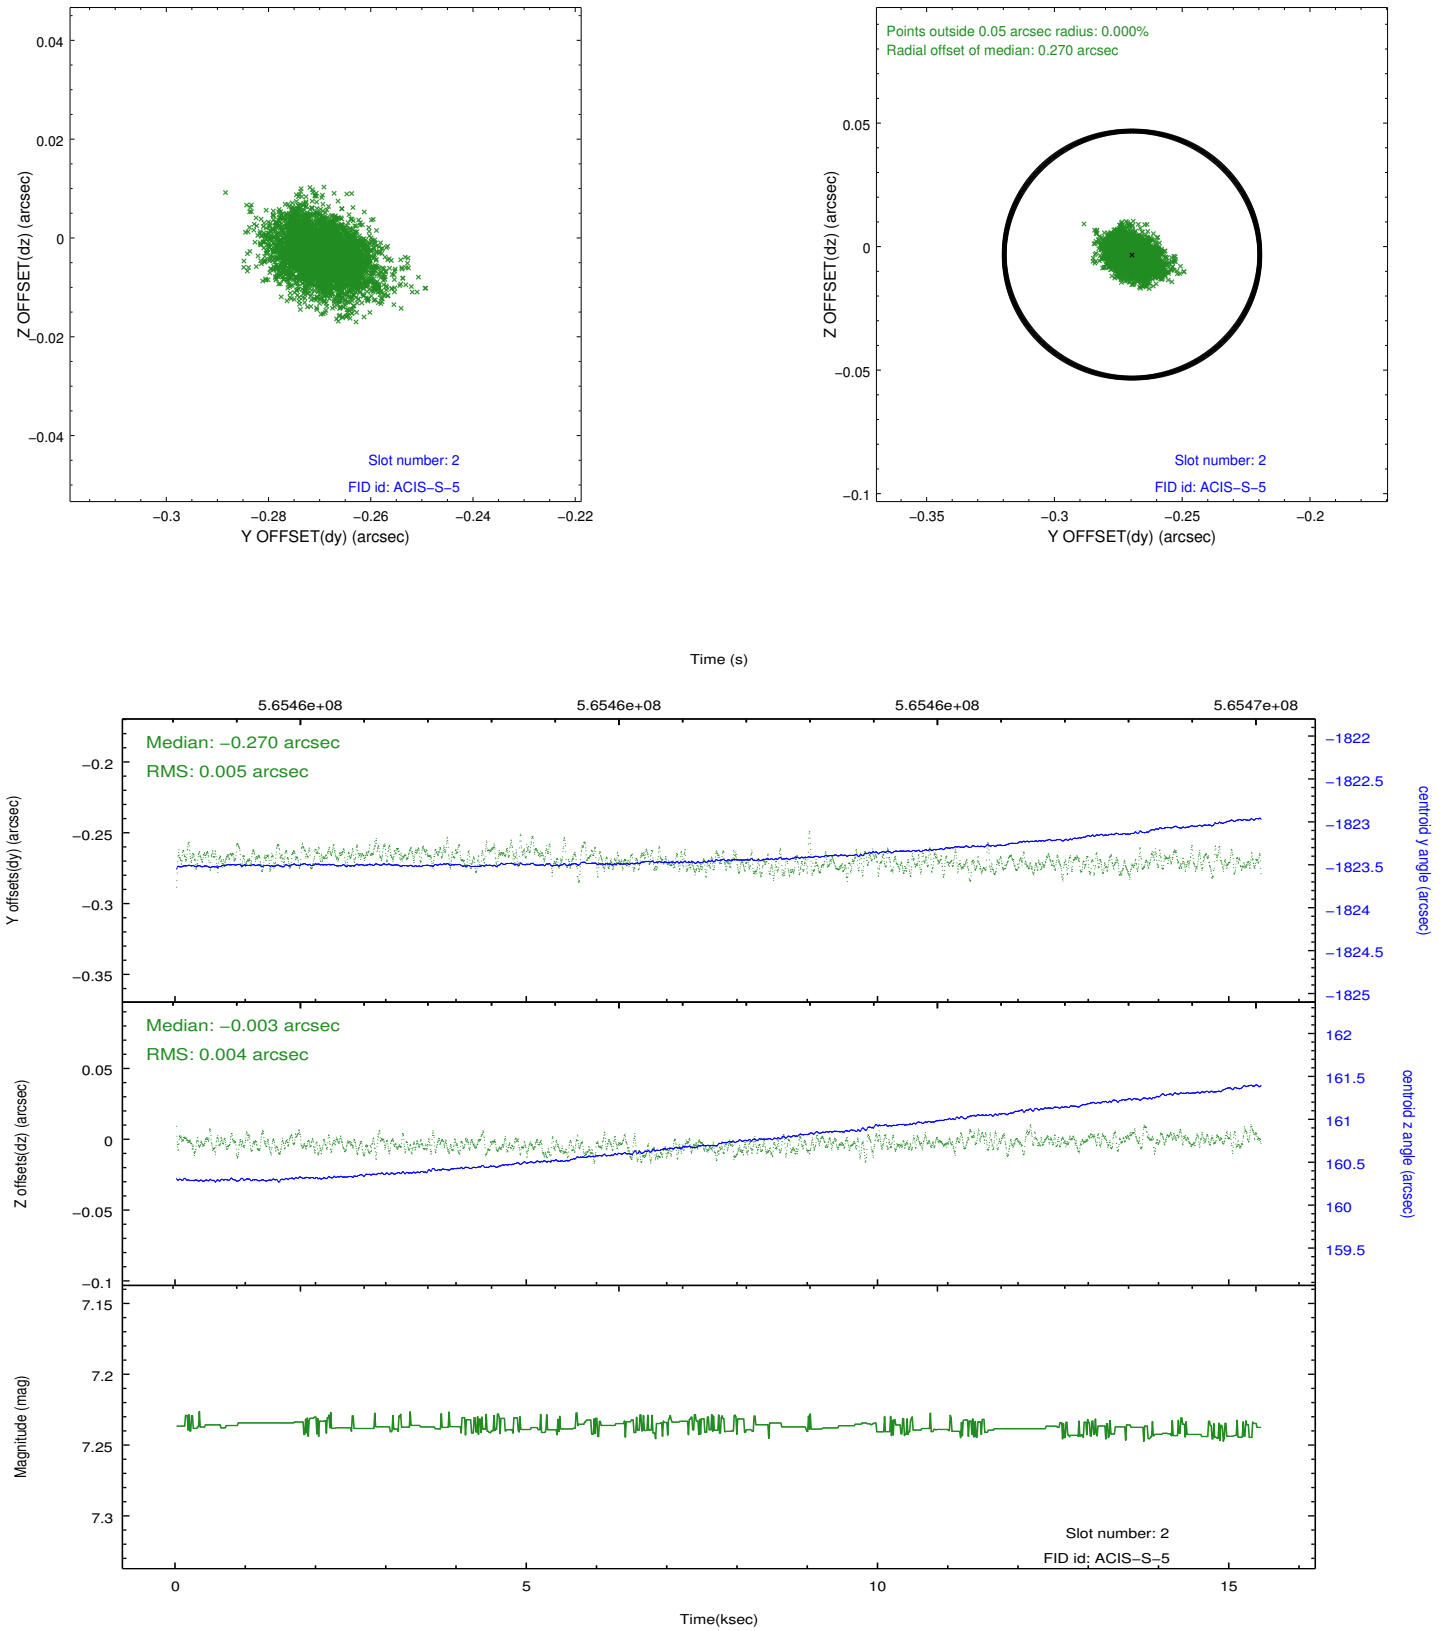 0.04
0.02
0
−0.02
−0.04
Z OFFSET(dz) (arcsec)
Slot number: 2
FID id: ACIS−S−5
−0.3
−0.28
−0.26
−0.24
−0.22
Y OFFSET(dy) (arcsec)
Points outside 0.05 arcsec radius: 0.000%
Radial offset of median: 0.270 arcsec
0.05
0
−0.05
−0.1
Z OFFSET(dz) (arcsec)
Slot number: 2
FID id: ACIS−S−5
−0.35
−0.3
−0.25
−0.2
Y OFFSET(dy) (arcsec)
Time (s)
5.6546e+08
5.6546e+08
5.6546e+08
5.6547e+08
Median: −0.270 arcsec
RMS: 0.005 arcsec
−0.2
−0.25
−0.3
−0.35
Y offsets(dy) (arcsec)
−1822
−1822.5
−1823
−1823.5
−1824
−1824.5
−1825
centroid y angle (arcsec)
Median: −0.003 arcsec
RMS: 0.004 arcsec
0.05
0
−0.05
−0.1
Z offsets(dz) (arcsec)
162
161.5
161
160.5
160
159.5
centroid z angle (arcsec)
7.15
7.2
7.25
7.3
Magnitude (mag)
Slot number: 2
FID id: ACIS−S−5
0
5
10
15
Time(ksec)